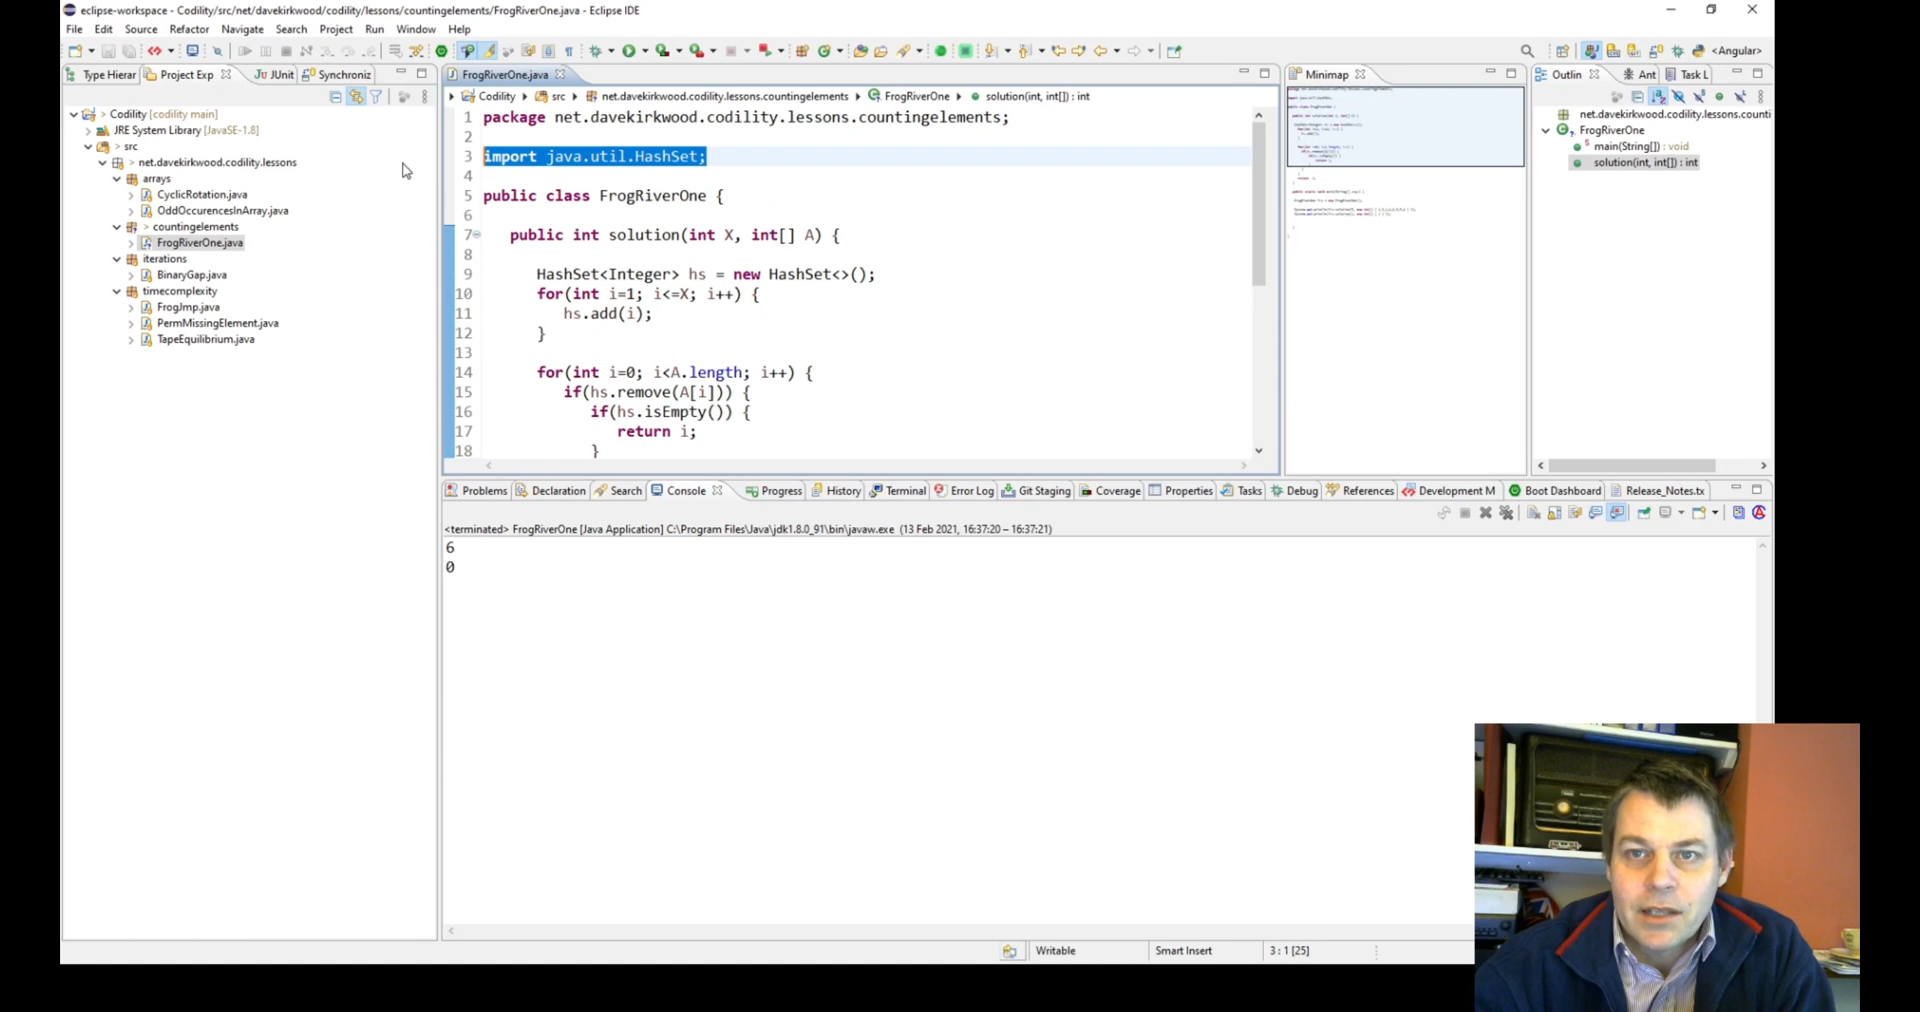 eclipse-workspace - Codility/src/net/davekirkwood/codility/lessons/countingelements/FrogRiverOne.java - Eclipse IDE
File Edit Source Refactor Navigate Search Project Run Window Help
<Angular>
Type Hierar Project Exp JUnit Synchroniz
FrogRiverOne.java
Minimap
Outlin Ant Task L
Codility src net.davekirkwood.codility.lessons.countingelements FrogRiverOne solution(int, int[]) : int
> Codility [codility main]
JRE System Library [JavaSE-1.8]
> src
> net.davekirkwood.codility.lessons
arrays
CyclicRotation.java
OddOccurencesInArray.java
> countingelements
FrogRiverOne.java
iterations
BinaryGap.java
timecomplexity
FrogJmp.java
PermMissingElement.java
TapeEquilibrium.java
1 package net.davekirkwood.codility.lessons.countingelements;
2
3 import java.util.HashSet;
4
5 public class FrogRiverOne {
6
7 public int solution(int X, int[] A) {
8
9 HashSet<Integer> hs = new HashSet<>();
10 for(int i=1; i<=X; i++) {
11 hs.add(i);
12 }
13
14 for(int i=0; i<A.length; i++) {
15 if(hs.remove(A[i])) {
16 if(hs.isEmpty()) {
17 return i;
18 }
net.davekirkwood.codility.lessons.counti
FrogRiverOne
main(String[]) : void
solution(int, int[]) : int
Problems Declaration Search Console Progress History Terminal Error Log Git Staging Coverage Properties Tasks Debug References Development M Boot Dashboard Release_Notes.tx
<terminated> FrogRiverOne [Java Application] C:\Program Files\Java\jdk1.8.0_91\bin\javaw.exe (13 Feb 2021, 16:37:20 – 16:37:21)
6
0
Writable Smart Insert 3 : 1 [25]